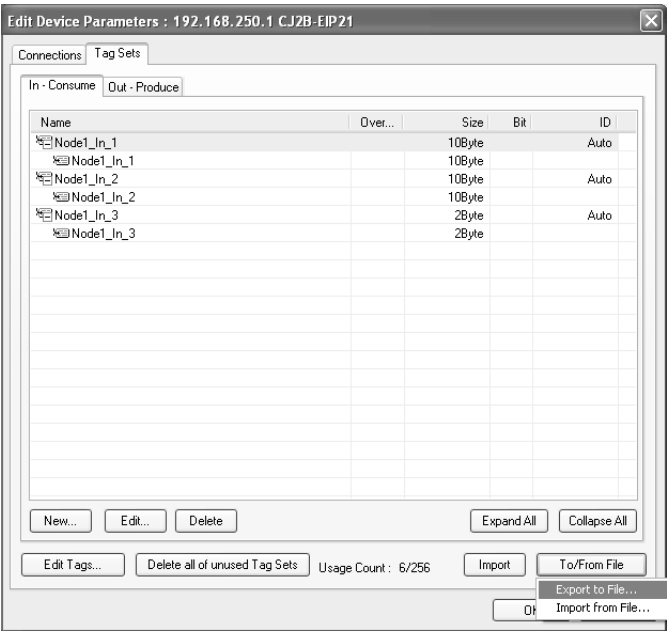 Edit Device Parameters : 192.168.250.1 CJ2B-EIP21
Connections Tag Sets
In - Consume Out - Produce
Name Over... Size Bit ID
Node1_In_1 10Byte Auto
Node1_In_1 10Byte
Node1_In_2 10Byte Auto
Node1_In_2 10Byte
Node1_In_3 2Byte Auto
Node1_In_3 2Byte
New... Edit... Delete Expand All Collapse All
Edit Tags... Delete all of unused Tag Sets Usage Count : 6/256 Import To/From File
Export to File...
Import from File...